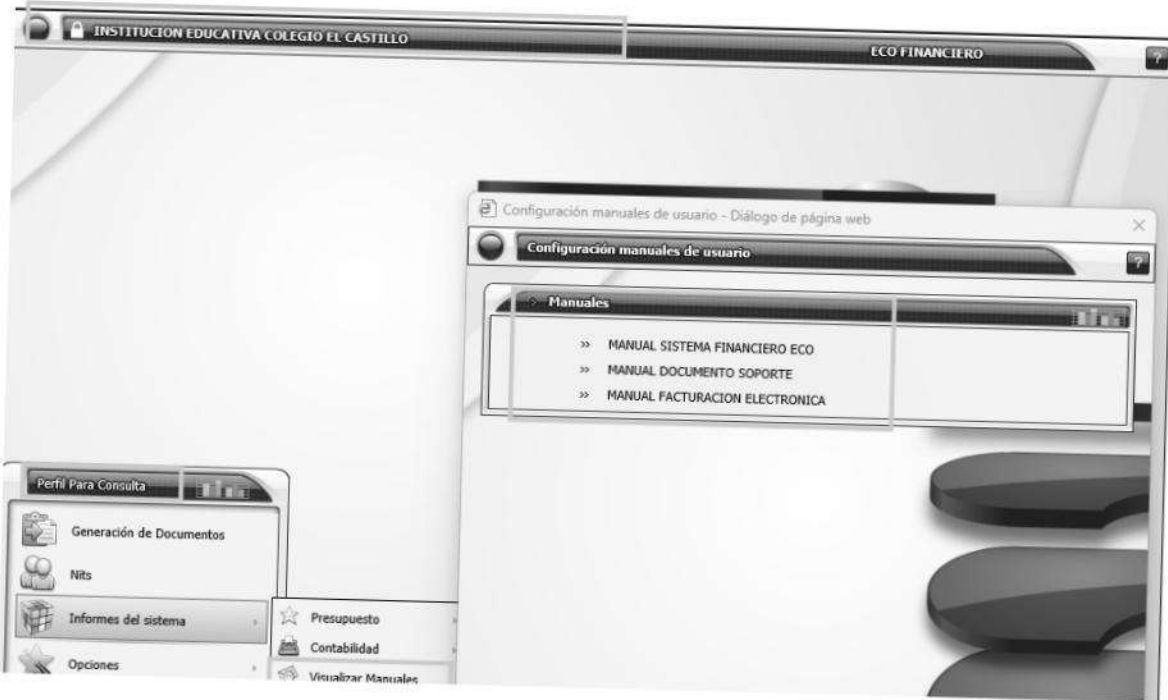 INSTITUCION EDUCATIVA COLEGIO EL CASTILLO
ECO FINANCIERO
?
Configuración manuales de usuario - Diálogo de página web
Configuración manuales de usuario
?
Manuales
» MANUAL SISTEMA FINANCIERO ECO
» MANUAL DOCUMENTO SOPORTE
» MANUAL FACTURACION ELECTRONICA
Perfil Para Consulta
Generación de Documentos
Nits
Informes del sistema
Opciones
Presupuesto
Contabilidad
Visualizar Manuales